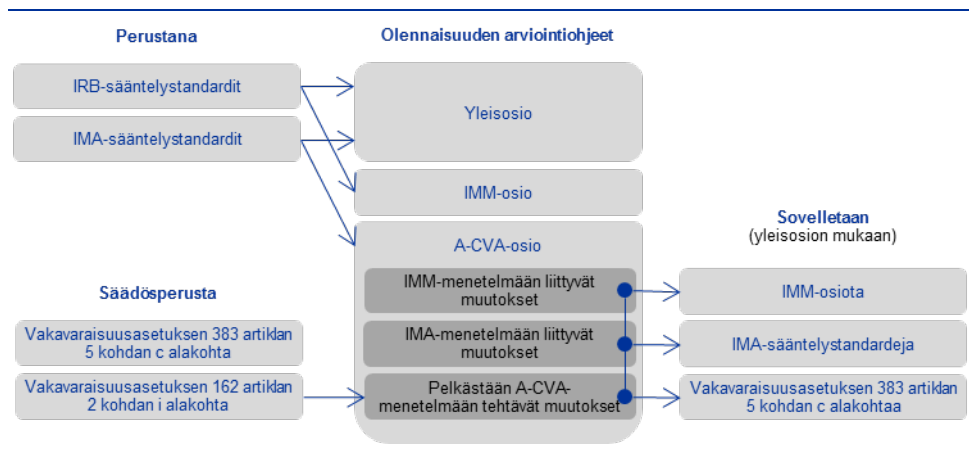 Perustana
IRB-sääntelystandardit
IMA-sääntelystandardit
Säädösperusta
Vakavaraisuusasetuksen 383 artiklan
5 kohdan c alakohta
Vakavaraisuusasetuksen 162 artiklan
2 kohdan i alakohta
Olennaisuuden arviointiohjeet
Yleisosio
IMM-osio
A-CVA-osio
IMM-menetelmään liittyvät
muutokset
IMA-menetelmään liittyvät
muutokset
Pelkästään A-CVA-
menetelmään tehtävät muutokset
Sovelletaan
(yleisosion mukaan)
IMM-osiota
IMA-sääntelystandardeja
Vakavaraisuusasetuksen 383 artiklan
5 kohdan c alakohtaa